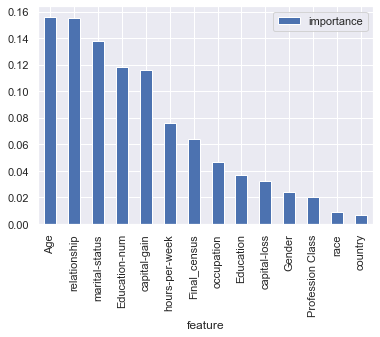 importance
0.16
0.14
0.12
0.10
0.08
0.06
0.04
0.02
0.00
Age
relationship
marital-status
Education-num
capital-gain
hours-per-week
Final_census
occupation
Education
capital-loss
Gender
Profession Class
race
country
feature